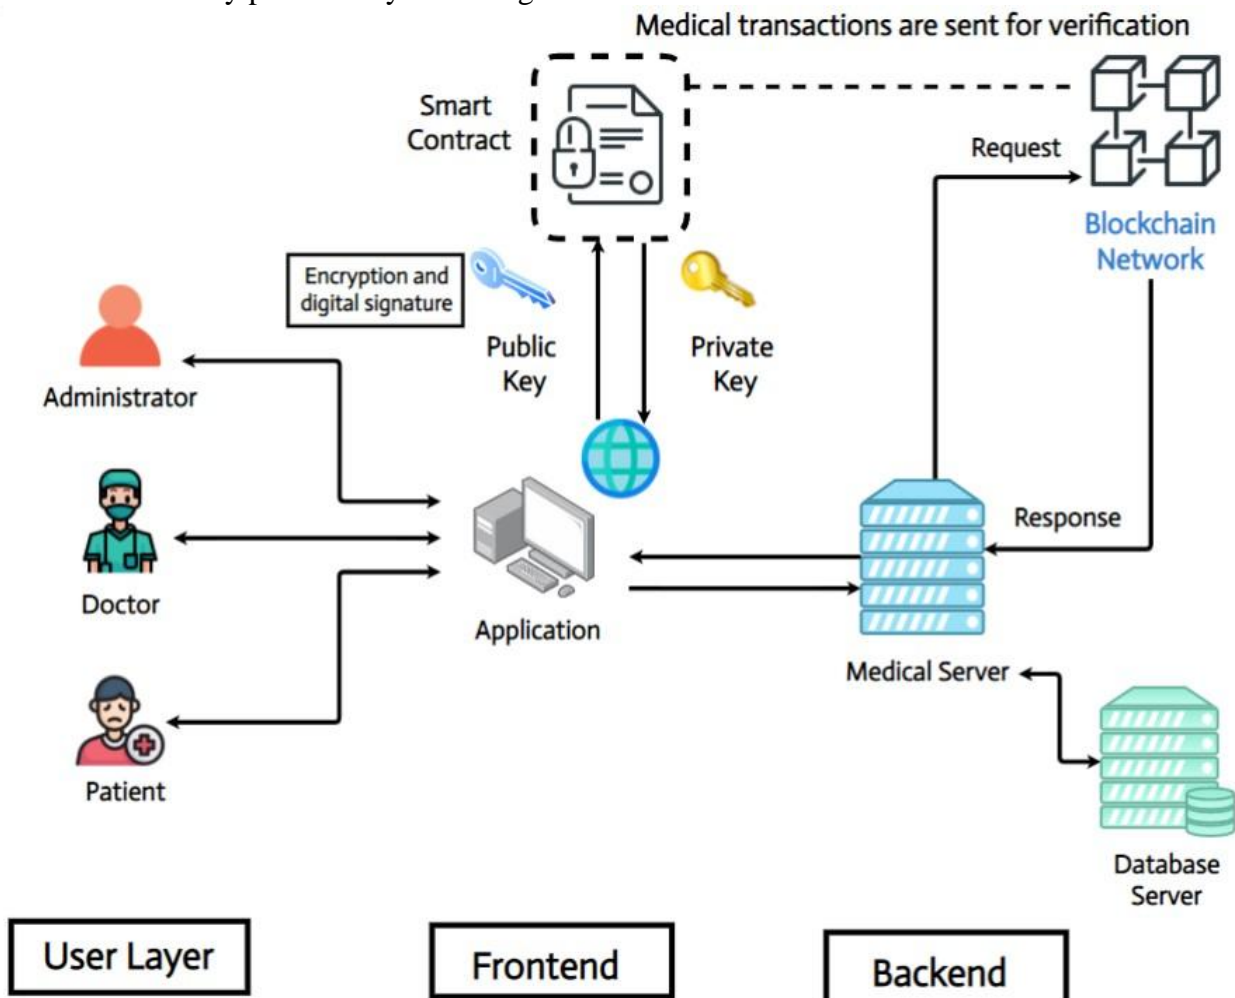 Medical transactions are sent for verification
Smart
Contract
Request
Blockchain
Network
Encryption and
digital signature
Public
Key
Private
Key
Administrator
Response
Doctor
Application
Medical Server
Patient
Database
Server
User Layer
Frontend
Backend